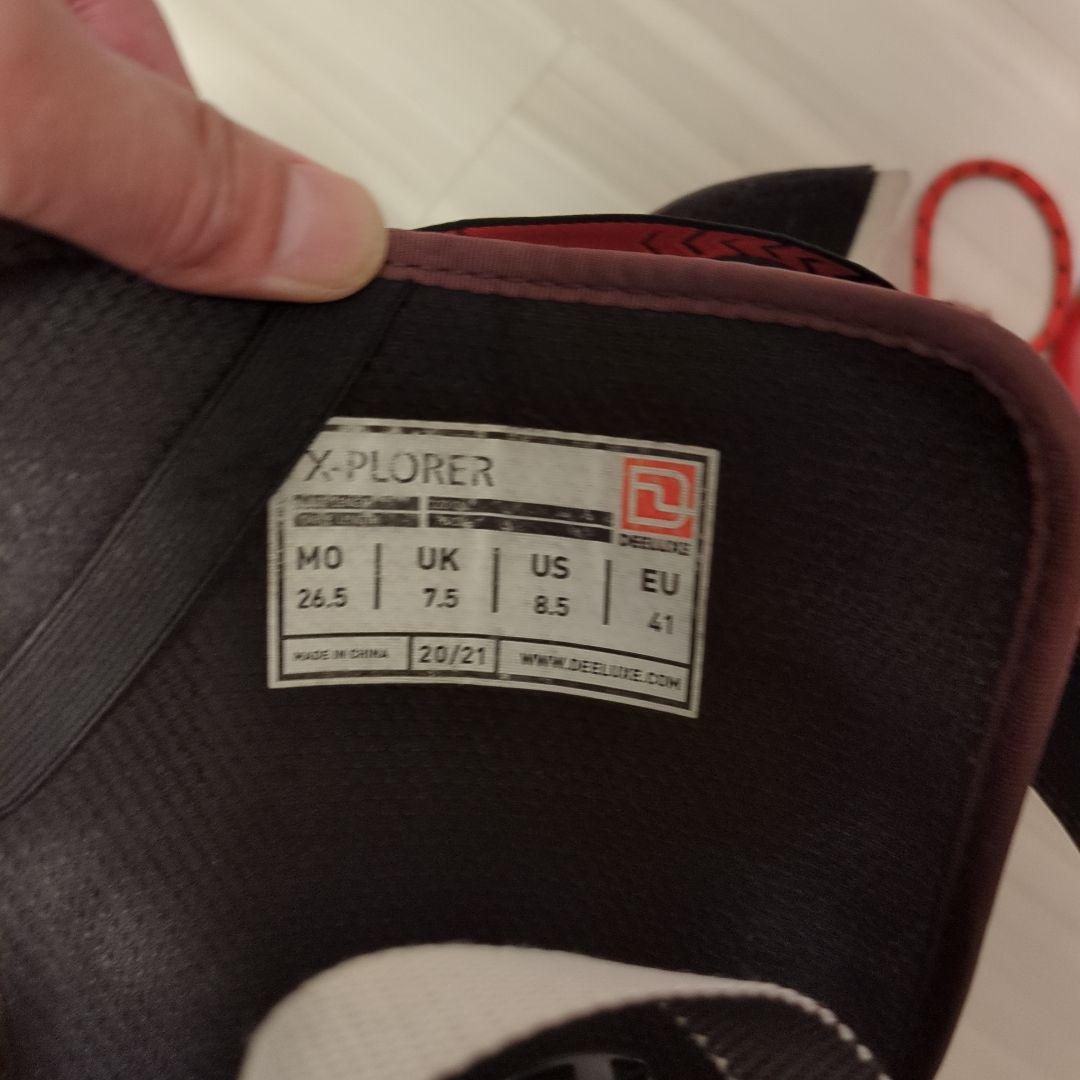 X-PLORER
DEELUXE
MO UK US EU
26.5 7.5 8.5 41
MADE IN CHINA 20/21 WWW.DEELUXE.COM